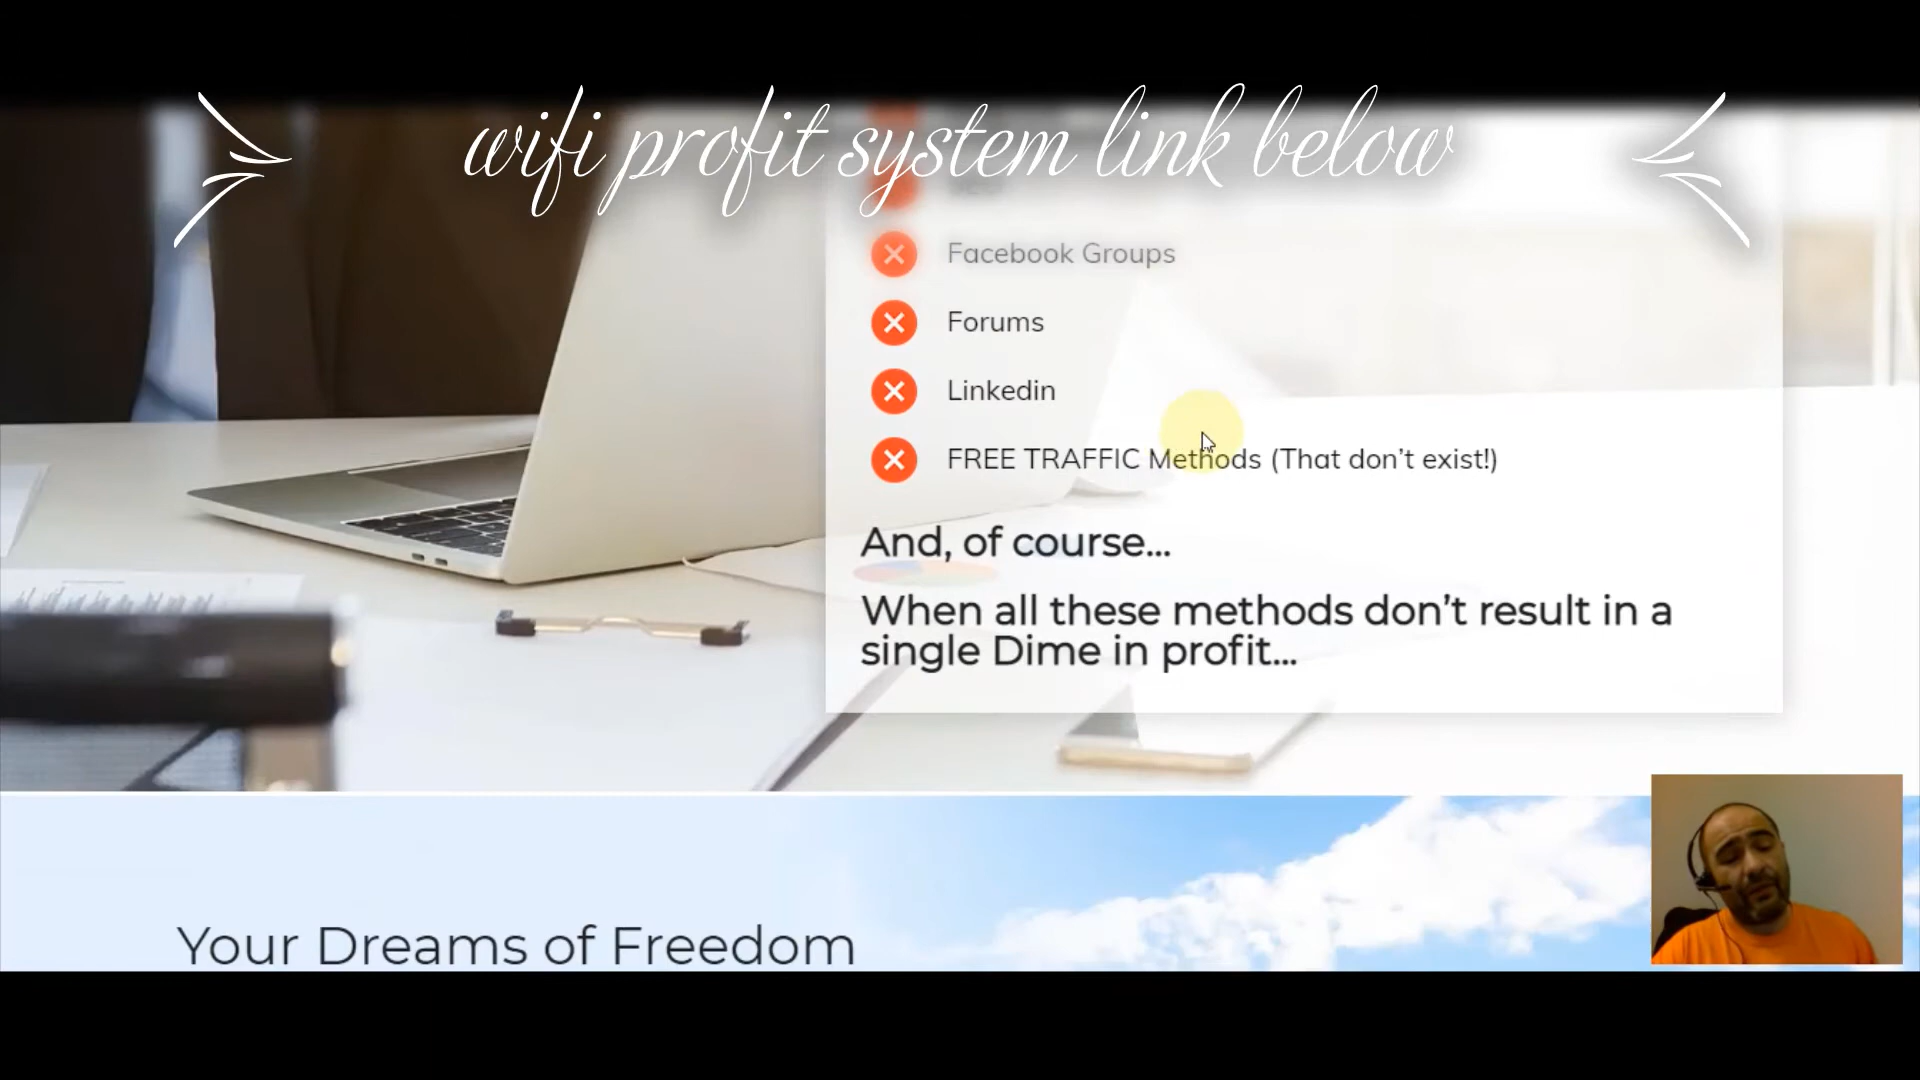 wifi profit system link below
Facebook Groups
Forums
Linkedin
FREE TRAFFIC Methods (That don't exist!)
And, of course...
When all these methods don't result in a
single Dime in profit...
Your Dreams of Freedom